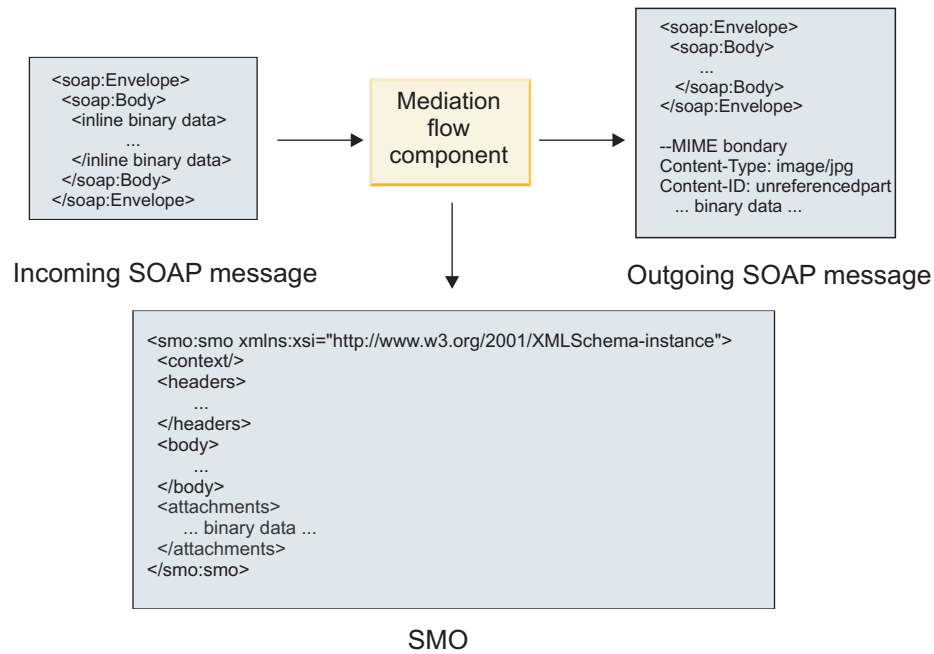 <soap:Envelope>
<soap:Body>
<inline binary data>
...
</inline binary data>
</soap:Body>
</soap:Envelope>
Incoming SOAP message
Mediation
flow
component
<soap:Envelope>
<soap:Body>
...
</soap:Body>
</soap:Envelope>
--MIME bondary
Content-Type: image/jpg
Content-ID: unreferencedpart
... binary data ...
Outgoing SOAP message
<smo:smo xmlns:xsi="http://www.w3.org/2001/XMLSchema-instance">
<context/>
<headers>
...
</headers>
<body>
...
</body>
<attachments>
... binary data ...
</attachments>
</smo:smo>
SMO